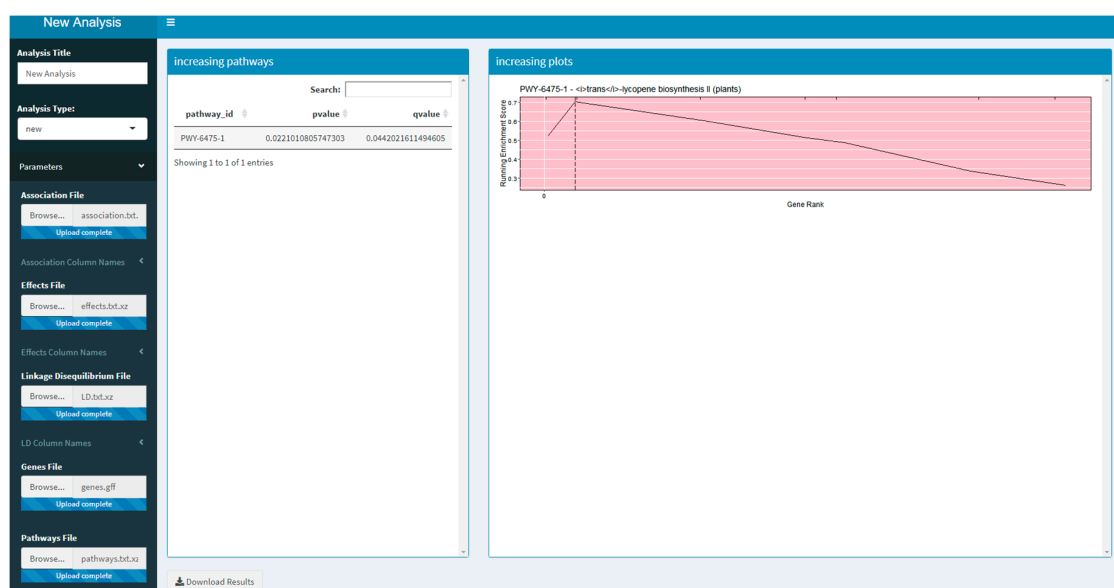 New Analysis
Analysis Title
New Analysis
Analysis Type:
new
Parameters
Association File
Browse... association.txt.
Upload complete
Association Column Names
Effects File
Browse... effects.txt.xz
Upload complete
Effects Column Names
Linkage Disequilibrium File
Browse... LD.txt.xz
Upload complete
LD Column Names
Genes File
Browse... genes.gff
Upload complete
Pathways File
Browse... pathways.txt.xz
Upload complete
increasing pathways
Search:
pathway_id pvalue qvalue
PWY-6475-1 0.0221010805747303 0.0442021611494605
Showing 1 to 1 of 1 entries
Download Results
increasing plots
PWY-6475-1 - <i>trans</i>-lycopene biosynthesis II (plants)
Running Enrichment Score
0.7
0.6
0.5
0.4
0.3
0
Gene Rank